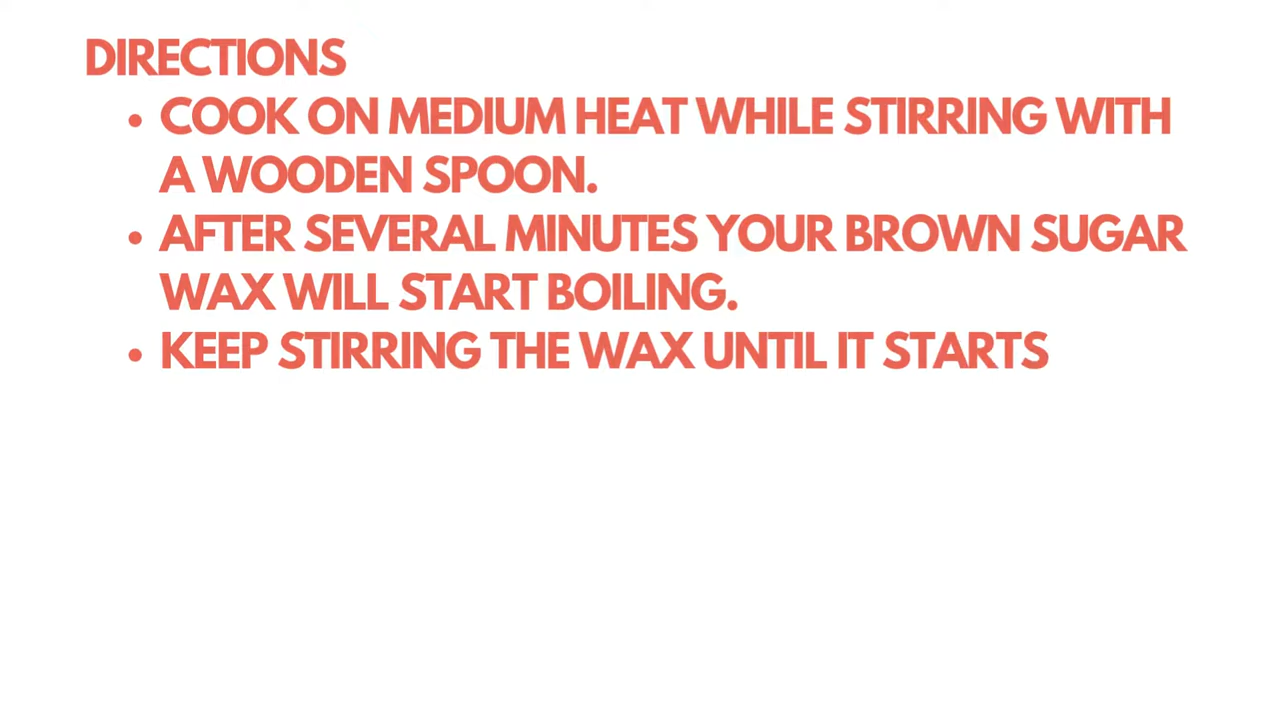 DIRECTIONS
• COOK ON MEDIUM HEAT WHILE STIRRING WITH
A WOODEN SPOON.
• AFTER SEVERAL MINUTES YOUR BROWN SUGAR
WAX WILL START BOILING.
• KEEP STIRRING THE WAX UNTIL IT STARTS